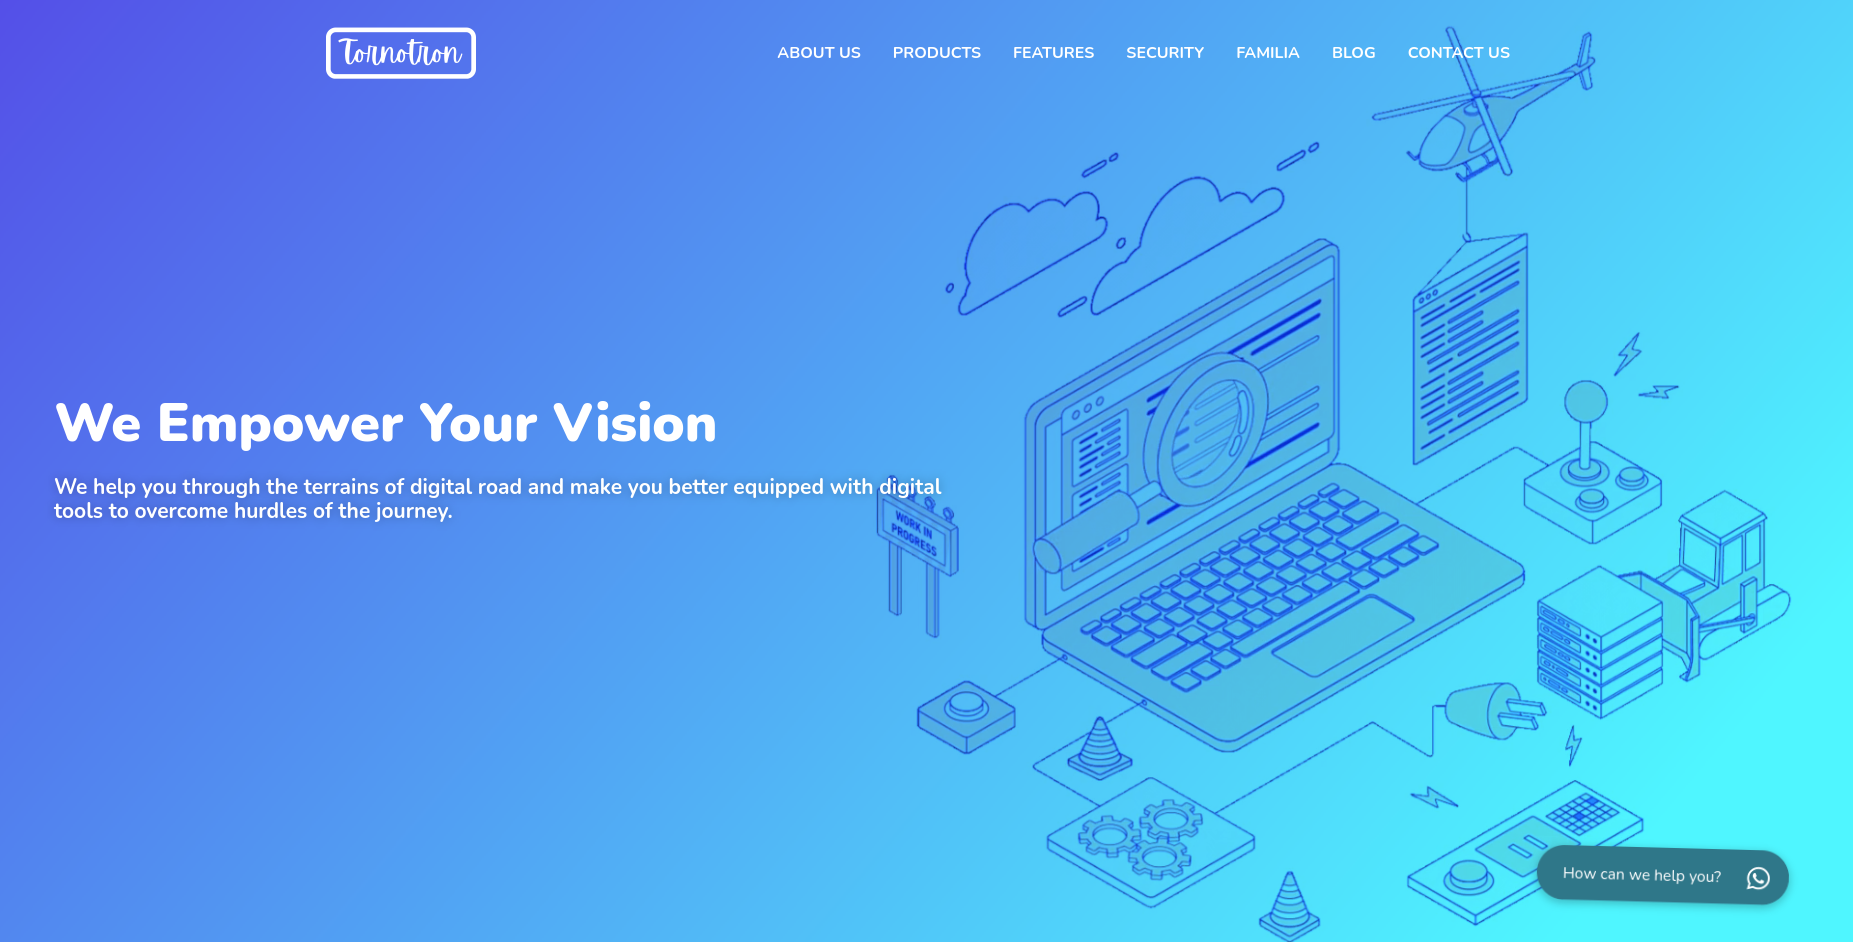 Tornotron
ABOUT US PRODUCTS FEATURES SECURITY FAMILIA BLOG CONTACT US
We Empower Your Vision
We help you through the terrains of digital road and make you better equipped with digital
tools to overcome hurdles of the journey.
WORK IN
PROGRESS
How can we help you?